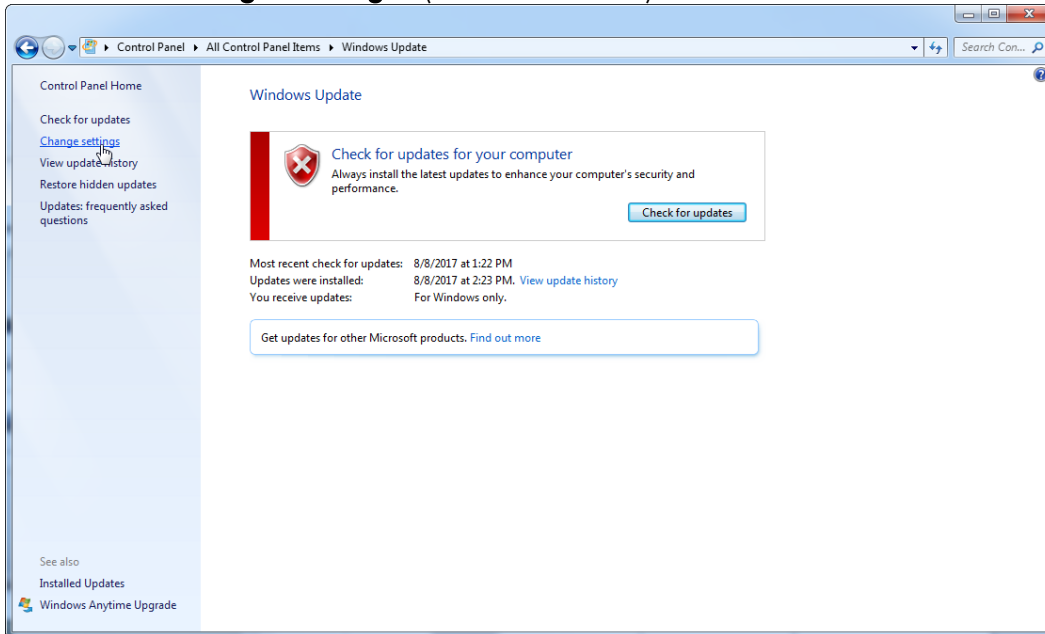 Control Panel ▸ All Control Panel Items ▸ Windows Update
Search Con...
Control Panel Home
Check for updates
Change settings
View update history
Restore hidden updates
Updates: frequently asked
questions
Windows Update
Check for updates for your computer
Always install the latest updates to enhance your computer's security and
performance.
Check for updates
Most recent check for updates: 8/8/2017 at 1:22 PM
Updates were installed: 8/8/2017 at 2:23 PM. View update history
You receive updates: For Windows only.
Get updates for other Microsoft products. Find out more
See also
Installed Updates
Windows Anytime Upgrade